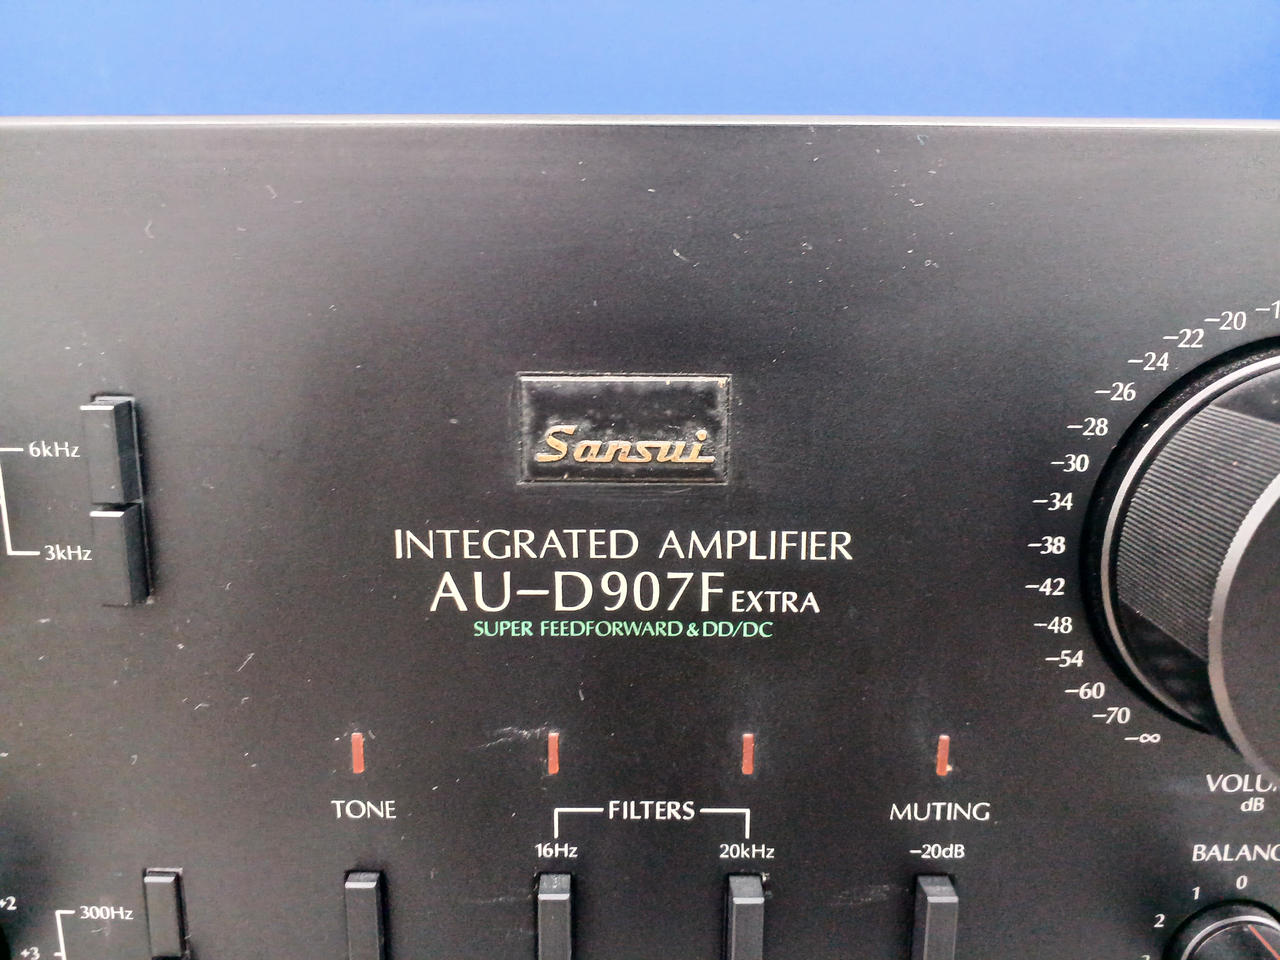 Sansui
INTEGRATED AMPLIFIER
AU-D907F EXTRA
SUPER FEEDFORWARD & DD/DC
6kHz
3kHz
-20
-22
-24
-26
-28
-30
-34
-38
-42
-48
-54
-60
-70
-∞
dB
TONE
FILTERS
MUTING
16Hz
20kHz
-20dB
0
1
2
+2
300Hz
+3